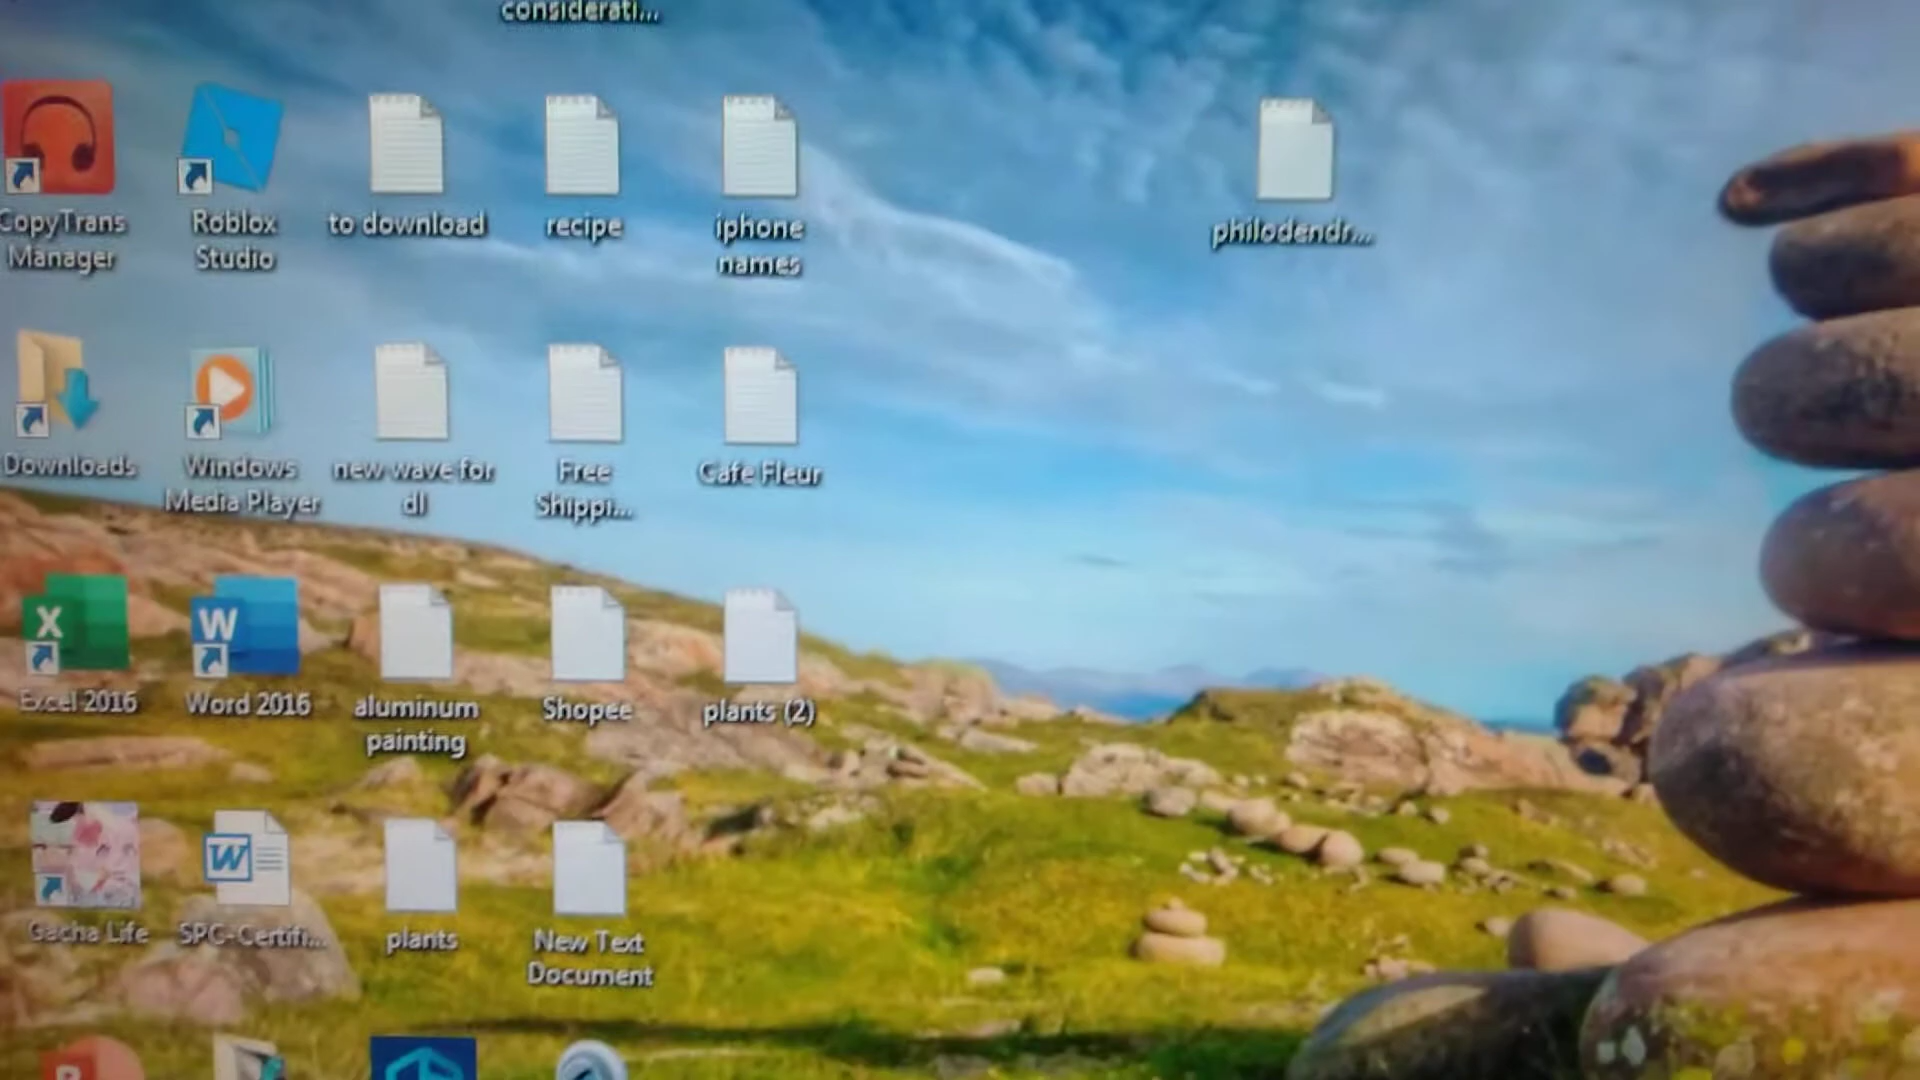 considerati...
CopyTrans
Manager
Roblox
Studio
to download
recipe
iphone
names
philodendr...
Downloads
Windows
Media Player
new wave for
dl
Free
Shippi...
Cafe Fleur
X
Excel 2016
W
Word 2016
aluminum
painting
Shopee
plants (2)
Gacha Life
W
SPC-Certifi...
plants
New Text
Document